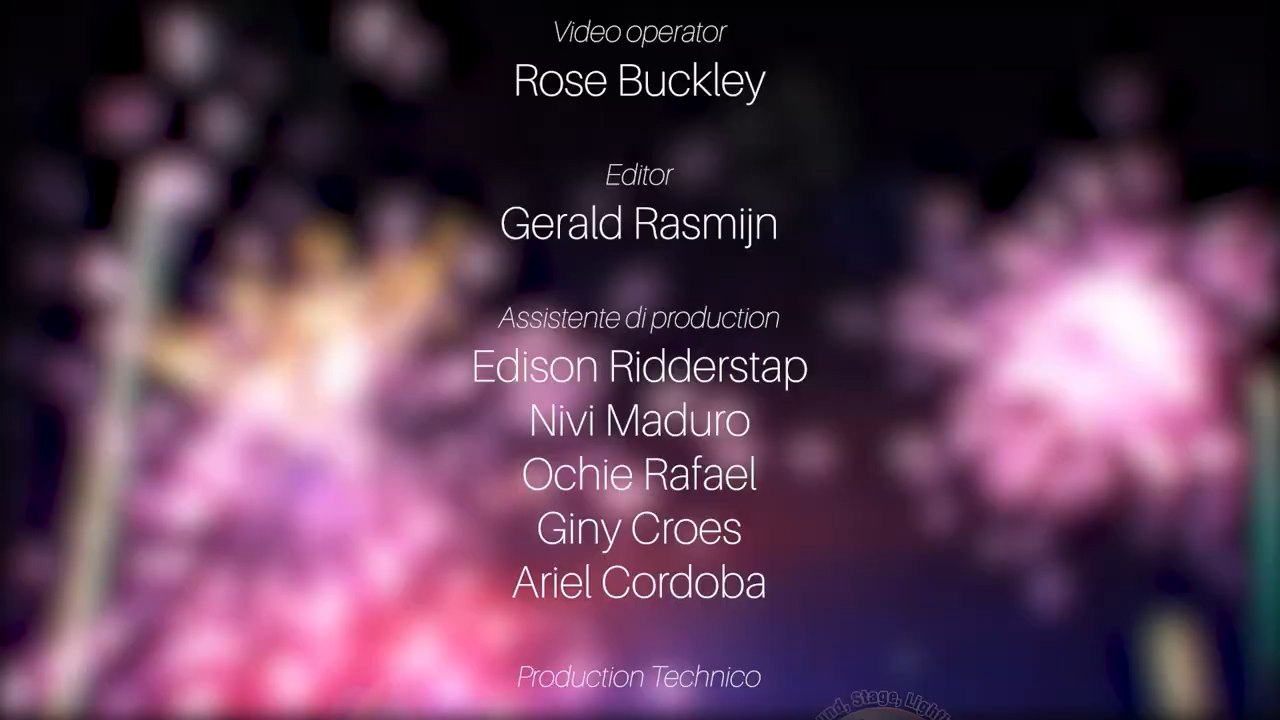 Video operator
Rose Buckley
Editor
Gerald Rasmijn
Assistente di production
Edison Ridderstap
Nivi Maduro
Ochie Rafael
Giny Croes
Ariel Cordoba
Production Technico
Stage,